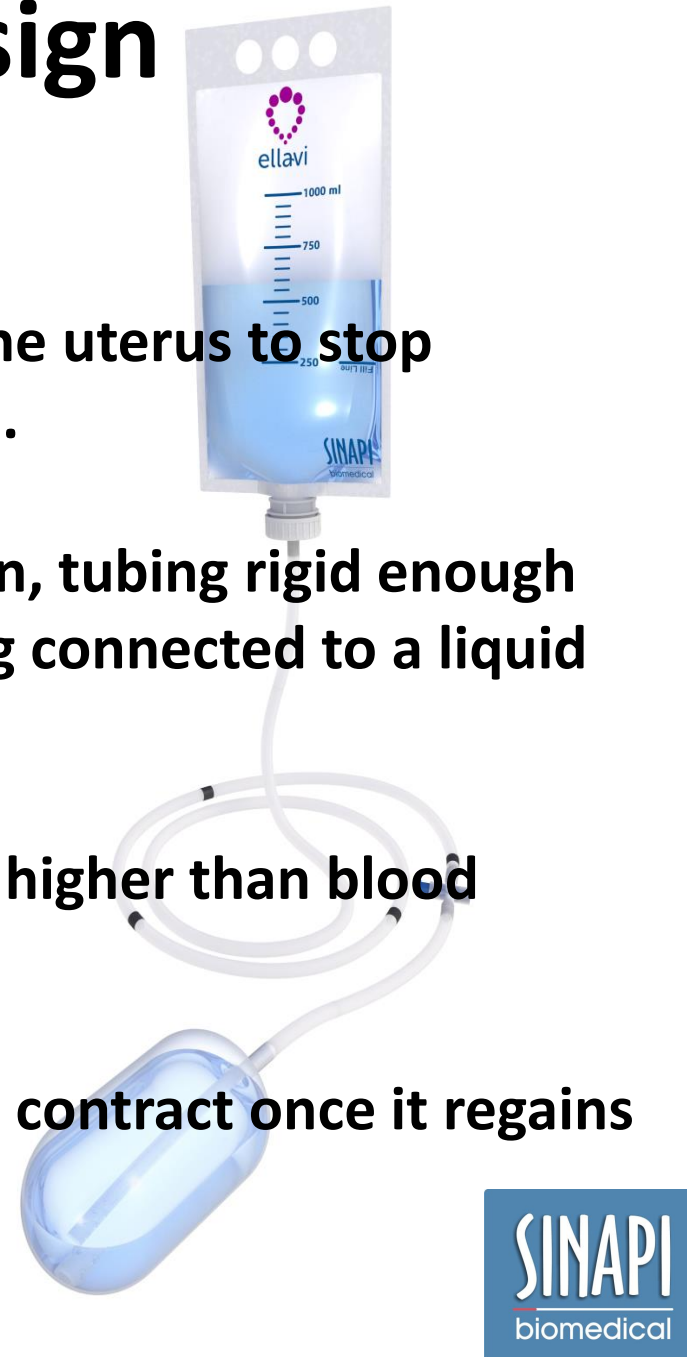 sign
ellavi
1000 ml
750
500
he uterus to stop
250
Fill Line
.
SINAPI
biomedical
n, tubing rigid enough
g connected to a liquid
higher than blood
contract once it regains
SINAPI
biomedical